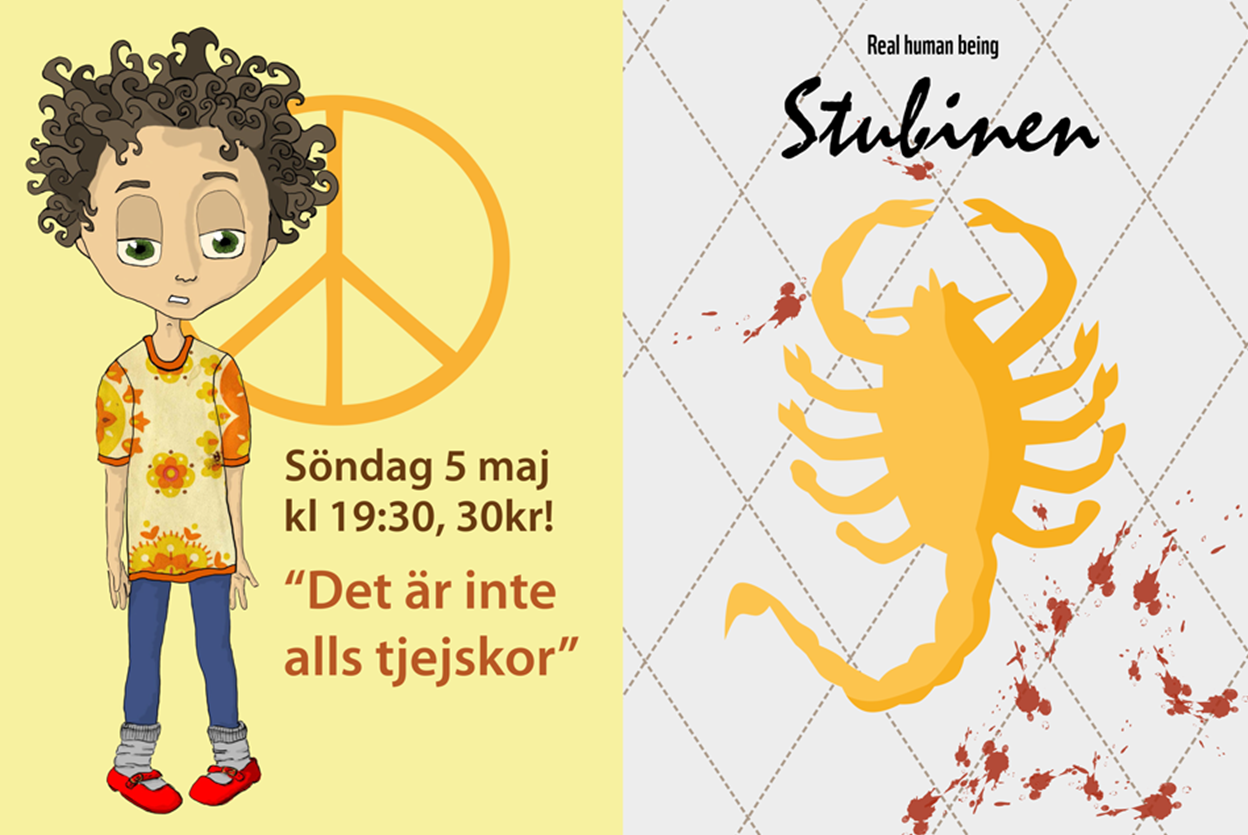 Söndag 5 maj
kl 19:30, 30kr!
“Det är inte
alls tjejskor”
Real human being
Stubinen